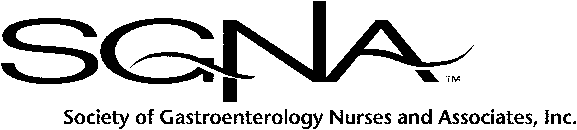 SGNA™
Society of Gastroenterology Nurses and Associates, Inc.